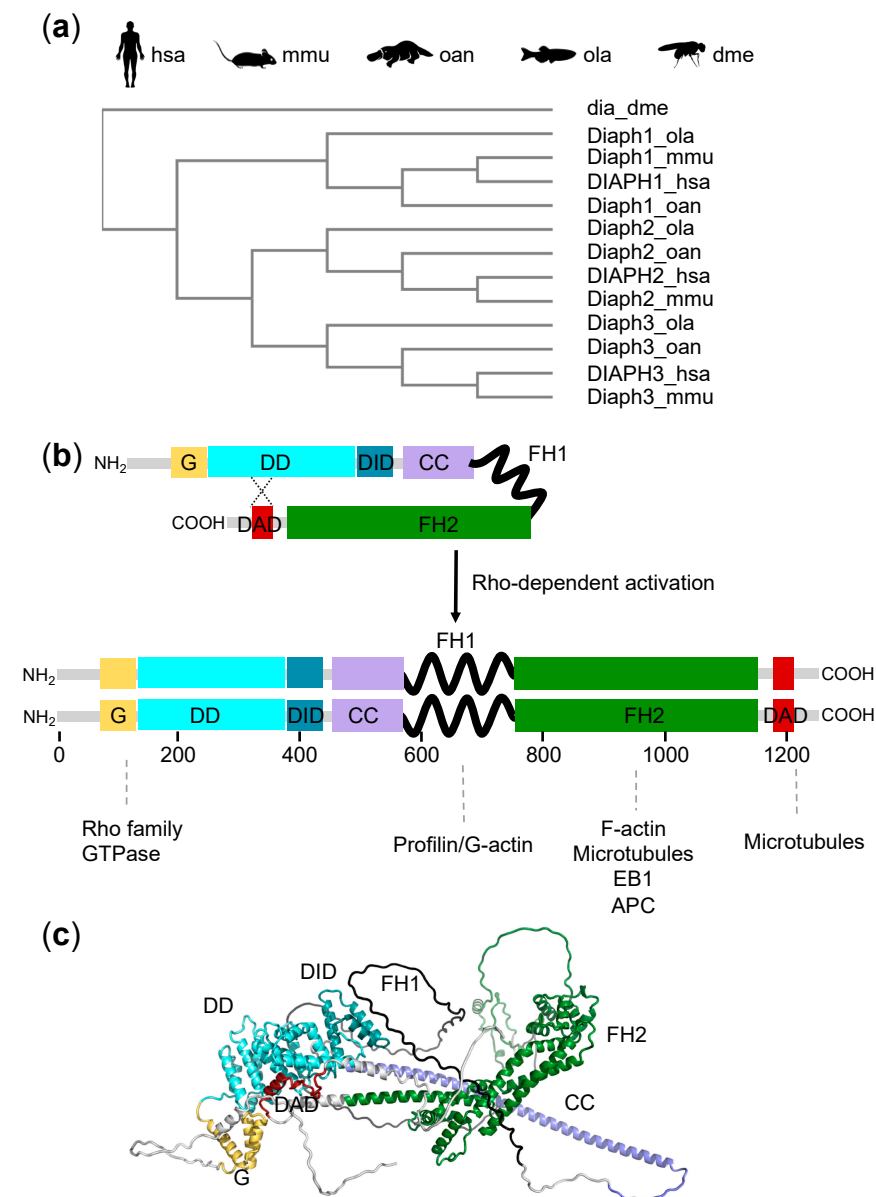 (a)
hsa mmu oan ola dme
dia_dme
Diaph1_ola
Diaph1_mmu
DIAPH1_hsa
Diaph1_oan
Diaph2_ola
Diaph2_oan
DIAPH2_hsa
Diaph2_mmu
Diaph3_ola
Diaph3_oan
DIAPH3_hsa
Diaph3_mmu
(b)
NH2 G DD DID CC FH1
COOH DAD FH2
Rho-dependent activation
FH1
NH2 COOH
NH2 G DD DID CC FH2 DAD COOH
0 200 400 600 800 1000 1200
Rho family
GTPase
Profilin/G-actin
F-actin
Microtubules
EB1
APC
Microtubules
(c)
DD DID FH1 FH2
DAD CC
G